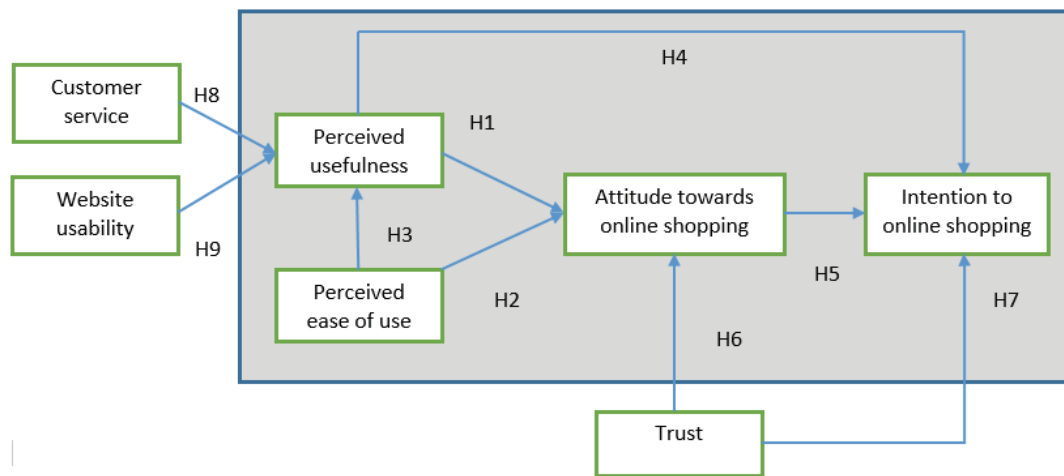 H4
Customer
service
H8
Perceived
usefulness
H1
Website
usability
H9
Attitude towards
online shopping
Intention to
online shopping
H3
H5
Perceived
ease of use
H2
H7
H6
Trust